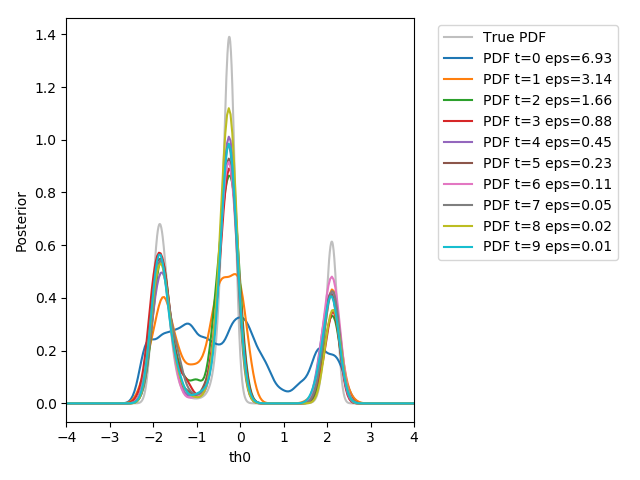 True PDF
PDF t=0 eps=6.93
PDF t=1 eps=3.14
PDF t=2 eps=1.66
PDF t=3 eps=0.88
PDF t=4 eps=0.45
PDF t=5 eps=0.23
PDF t=6 eps=0.11
PDF t=7 eps=0.05
PDF t=8 eps=0.02
PDF t=9 eps=0.01
Posterior
1.4
1.2
1.0
0.8
0.6
0.4
0.2
0.0
−4 −3 −2 −1 0 1 2 3 4
th0